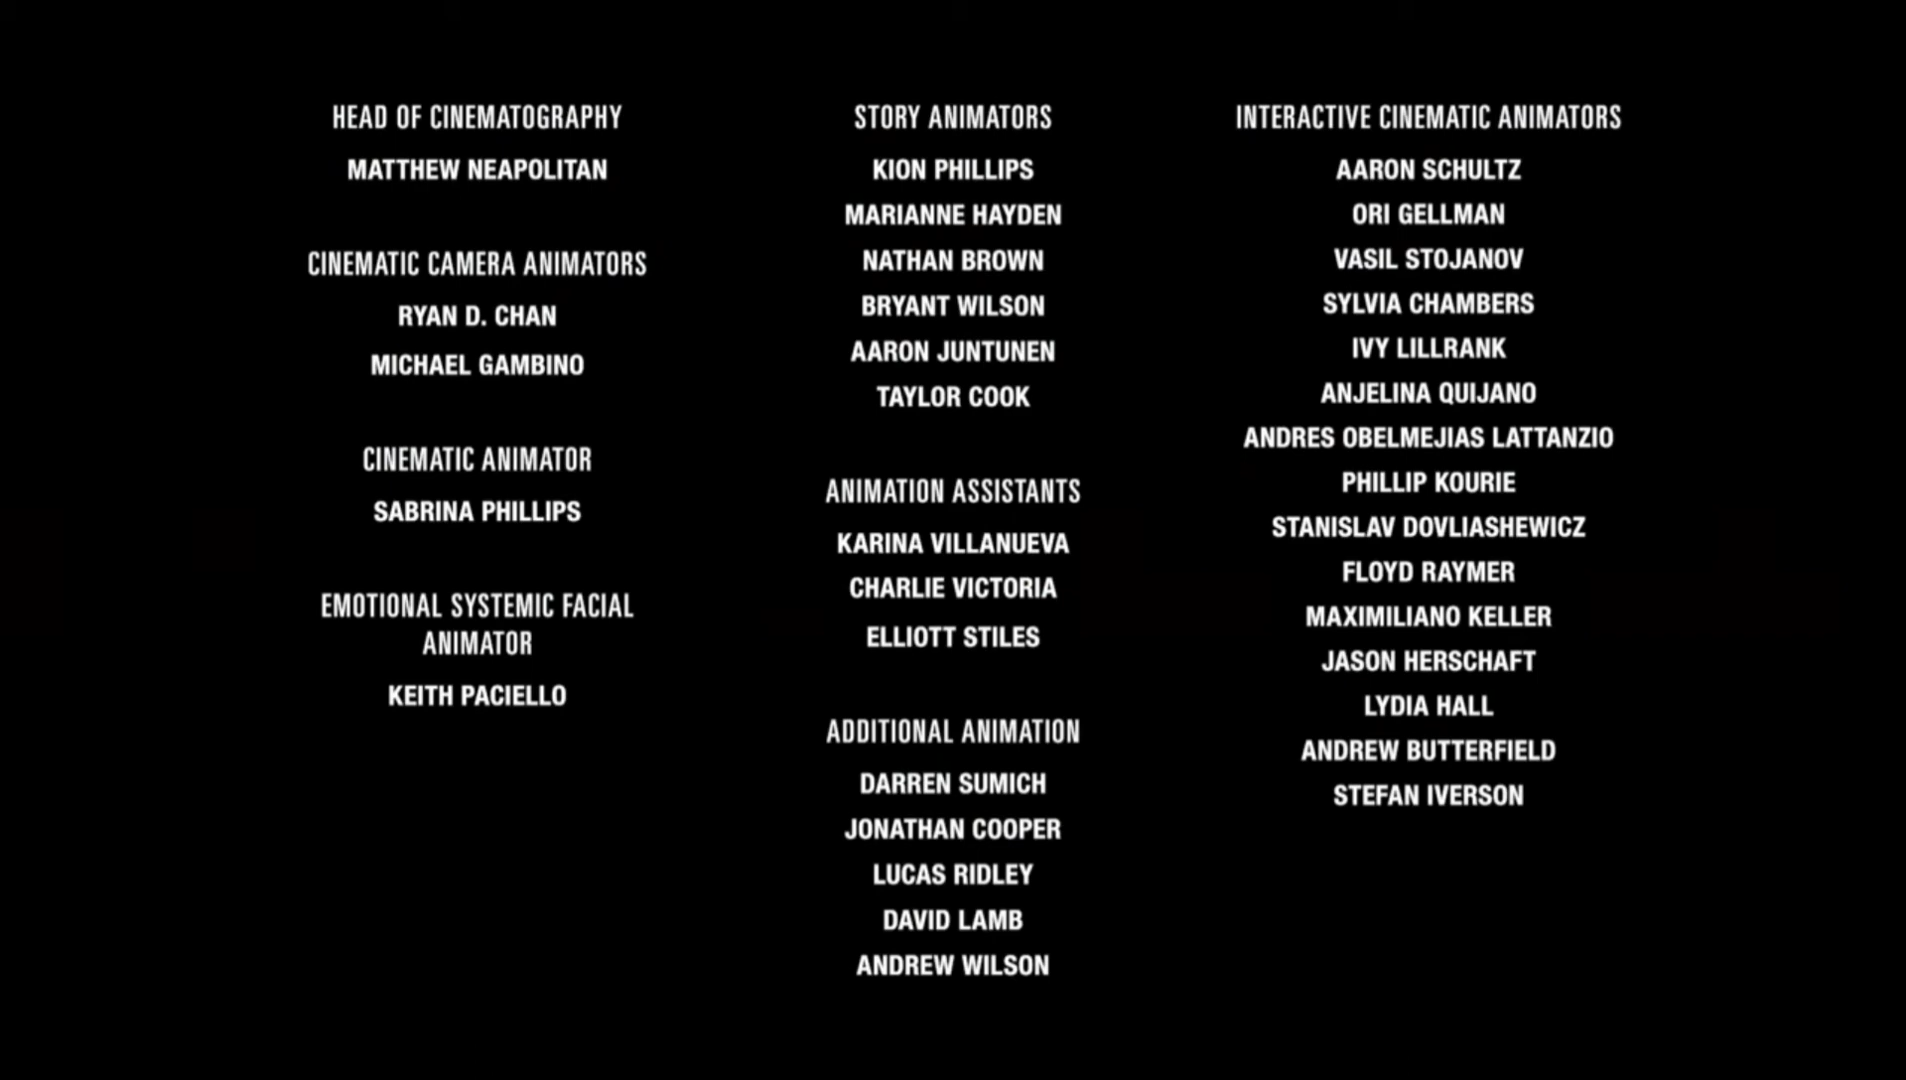 HEAD OF CINEMATOGRAPHY
MATTHEW NEAPOLITAN
CINEMATIC CAMERA ANIMATORS
RYAN D. CHAN
MICHAEL GAMBINO
CINEMATIC ANIMATOR
SABRINA PHILLIPS
EMOTIONAL SYSTEMIC FACIAL
ANIMATOR
KEITH PACIELLO
STORY ANIMATORS
KION PHILLIPS
MARIANNE HAYDEN
NATHAN BROWN
BRYANT WILSON
AARON JUNTUNEN
TAYLOR COOK
ANIMATION ASSISTANTS
KARINA VILLANUEVA
CHARLIE VICTORIA
ELLIOTT STILES
ADDITIONAL ANIMATION
DARREN SUMICH
JONATHAN COOPER
LUCAS RIDLEY
DAVID LAMB
ANDREW WILSON
INTERACTIVE CINEMATIC ANIMATORS
AARON SCHULTZ
ORI GELLMAN
VASIL STOJANOV
SYLVIA CHAMBERS
IVY LILLRANK
ANJELINA QUIJANO
ANDRES OBELMEJIAS LATTANZIO
PHILLIP KOURIE
STANISLAV DOVLIASHEWICZ
FLOYD RAYMER
MAXIMILIANO KELLER
JASON HERSCHAFT
LYDIA HALL
ANDREW BUTTERFIELD
STEFAN IVERSON